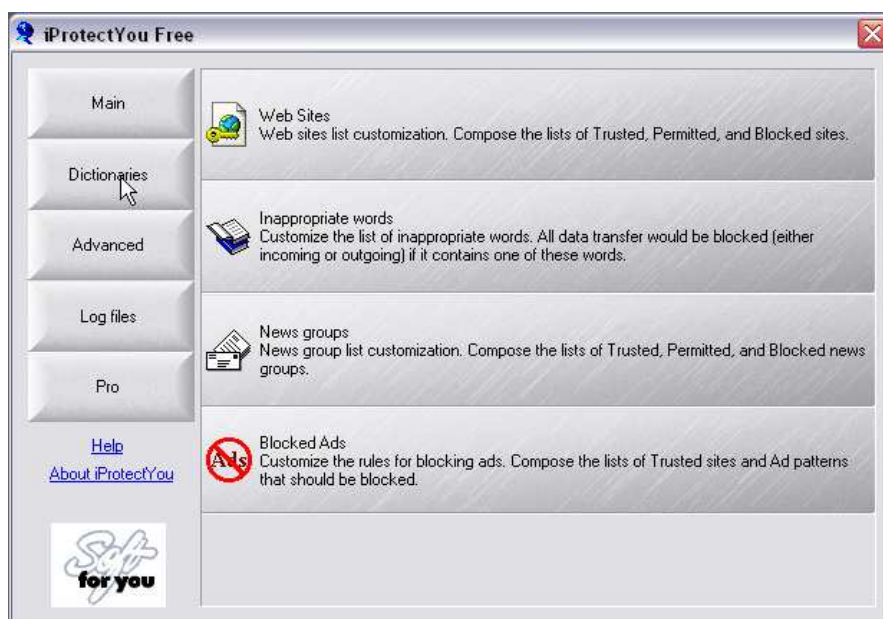 iProtectYou Free
Main
Dictionaries
Advanced
Log files
Pro
Help
About iProtectYou
Soft
for you
Web Sites
Web sites list customization. Compose the lists of Trusted, Permitted, and Blocked sites.
Inappropriate words
Customize the list of inappropriate words. All data transfer would be blocked (either
incoming or outgoing) if it contains one of these words.
News groups
News group list customization. Compose the lists of Trusted, Permitted, and Blocked news
groups.
Ads
Blocked Ads
Customize the rules for blocking ads. Compose the lists of Trusted sites and Ad patterns
that should be blocked.